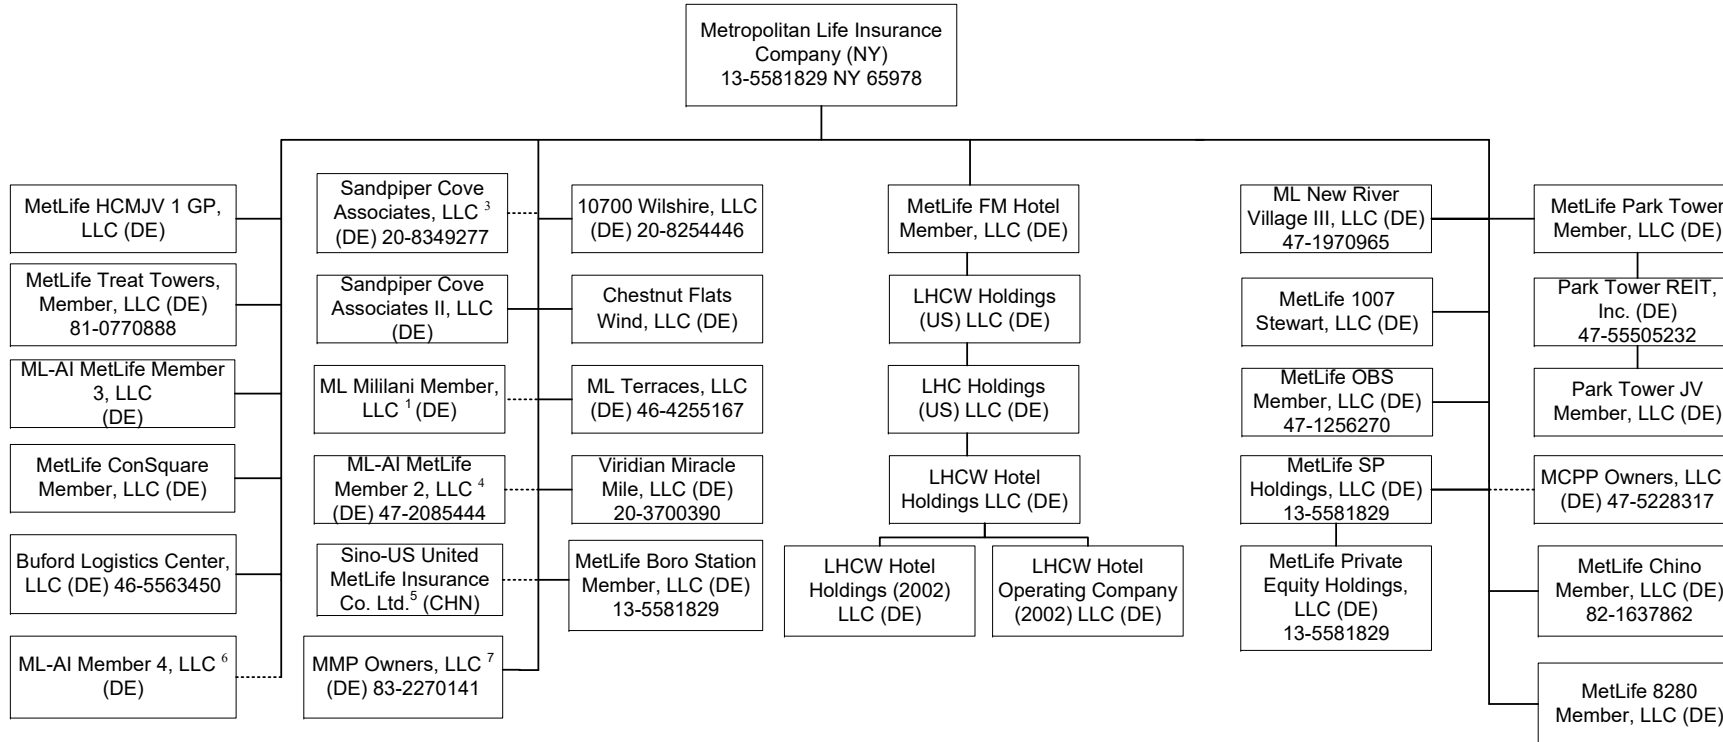 Metropolitan Life Insurance
Company (NY)
13-5581829 NY 65978
MetLife HCMJV 1 GP,
LLC (DE)
MetLife Treat Towers,
Member, LLC (DE)
81-0770888
ML-AI MetLife Member
3, LLC
(DE)
MetLife ConSquare
Member, LLC (DE)
Buford Logistics Center,
LLC (DE) 46-5563450
ML-AI Member 4, LLC 6
(DE)
Sandpiper Cove
Associates, LLC 3
(DE) 20-8349277
Sandpiper Cove
Associates II, LLC
(DE)
ML Mililani Member,
LLC 1 (DE)
ML-AI MetLife
Member 2, LLC 4
(DE) 47-2085444
Sino-US United
MetLife Insurance
Co. Ltd.5 (CHN)
MMP Owners, LLC 7
(DE) 83-2270141
10700 Wilshire, LLC
(DE) 20-8254446
Chestnut Flats
Wind, LLC (DE)
ML Terraces, LLC
(DE) 46-4255167
Viridian Miracle
Mile, LLC (DE)
20-3700390
MetLife Boro Station
Member, LLC (DE)
13-5581829
MetLife FM Hotel
Member, LLC (DE)
LHCW Holdings
(US) LLC (DE)
LHC Holdings
(US) LLC (DE)
LHCW Hotel
Holdings LLC (DE)
LHCW Hotel
Holdings (2002)
LLC (DE)
LHCW Hotel
Operating Company
(2002) LLC (DE)
ML New River
Village III, LLC (DE)
47-1970965
MetLife 1007
Stewart, LLC (DE)
MetLife OBS
Member, LLC (DE)
47-1256270
MetLife SP
Holdings, LLC (DE)
13-5581829
MetLife Private
Equity Holdings,
LLC (DE)
13-5581829
MetLife Park Tower
Member, LLC (DE)
Park Tower REIT,
Inc. (DE)
47-55505232
Park Tower JV
Member, LLC (DE)
MCPP Owners, LLC
(DE) 47-5228317
MetLife Chino
Member, LLC (DE)
82-1637862
MetLife 8280
Member, LLC (DE)